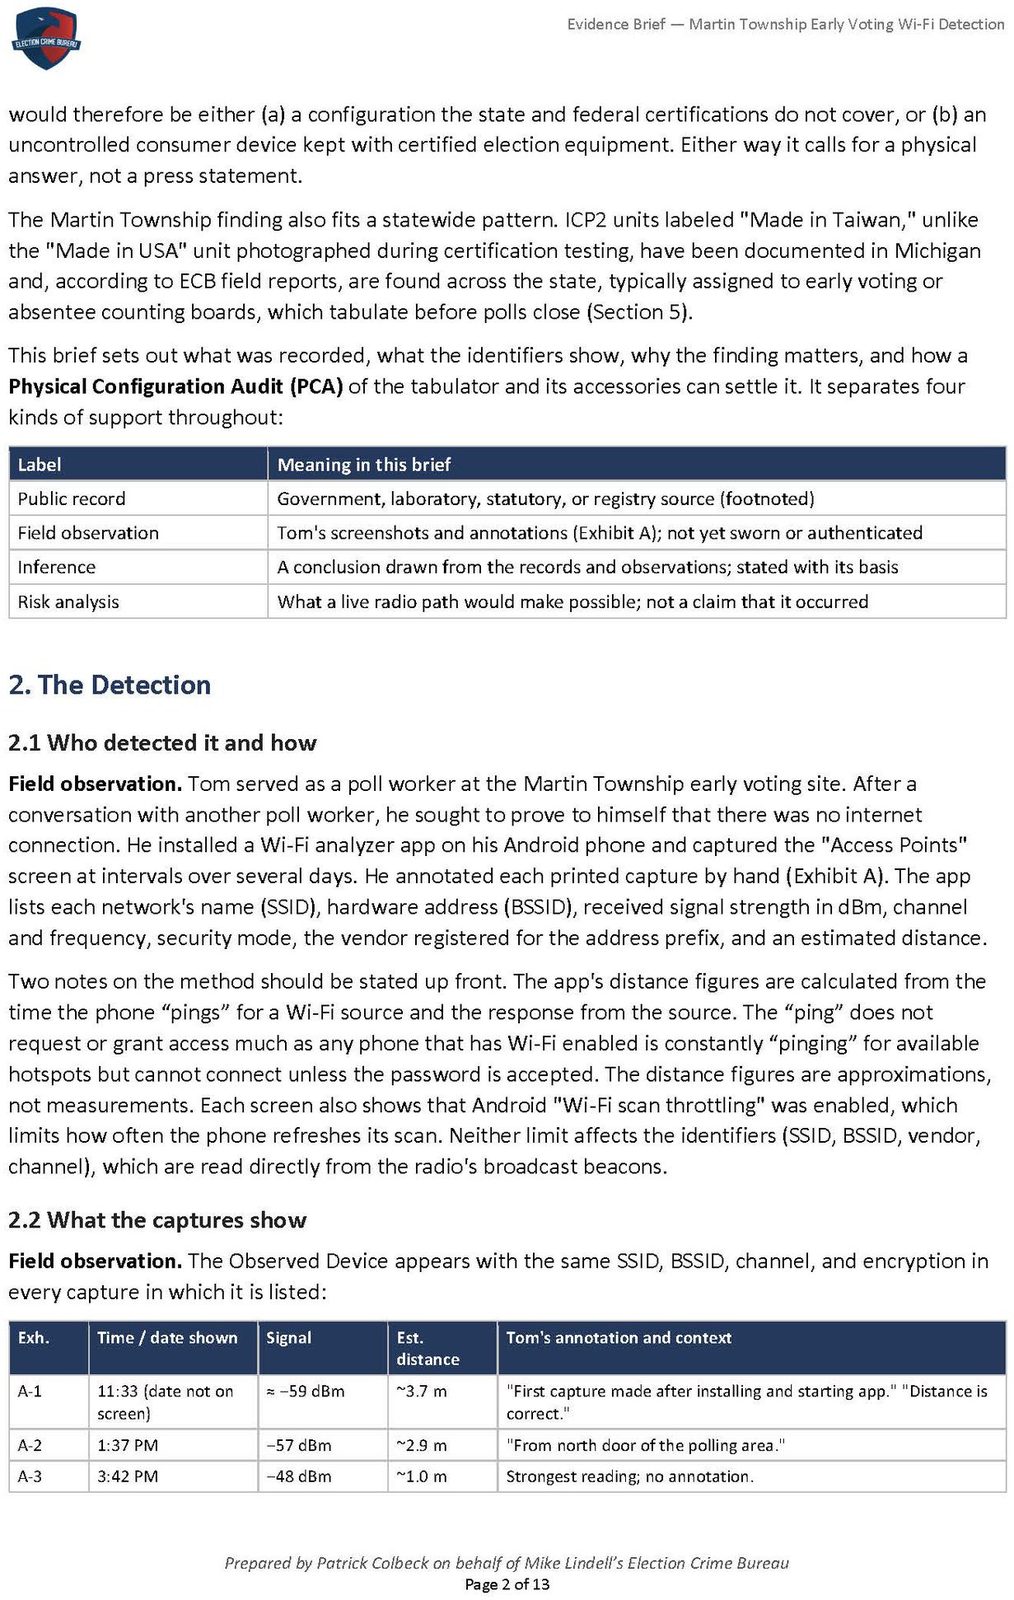 ELECTION CRIME BUREAU
Evidence Brief — Martin Township Early Voting Wi-Fi Detection
would therefore be either (a) a configuration the state and federal certifications do not cover, or (b) an
uncontrolled consumer device kept with certified election equipment. Either way it calls for a physical
answer, not a press statement.
The Martin Township finding also fits a statewide pattern. ICP2 units labeled "Made in Taiwan," unlike
the "Made in USA" unit photographed during certification testing, have been documented in Michigan
and, according to ECB field reports, are found across the state, typically assigned to early voting or
absentee counting boards, which tabulate before polls close (Section 5).
This brief sets out what was recorded, what the identifiers show, why the finding matters, and how a
Physical Configuration Audit (PCA) of the tabulator and its accessories can settle it. It separates four
kinds of support throughout:
Label Meaning in this brief
Public record Government, laboratory, statutory, or registry source (footnoted)
Field observation Tom's screenshots and annotations (Exhibit A); not yet sworn or authenticated
Inference A conclusion drawn from the records and observations; stated with its basis
Risk analysis What a live radio path would make possible; not a claim that it occurred
2. The Detection
2.1 Who detected it and how
Field observation. Tom served as a poll worker at the Martin Township early voting site. After a
conversation with another poll worker, he sought to prove to himself that there was no internet
connection. He installed a Wi-Fi analyzer app on his Android phone and captured the "Access Points"
screen at intervals over several days. He annotated each printed capture by hand (Exhibit A). The app
lists each network's name (SSID), hardware address (BSSID), received signal strength in dBm, channel
and frequency, security mode, the vendor registered for the address prefix, and an estimated distance.
Two notes on the method should be stated up front. The app's distance figures are calculated from the
time the phone “pings” for a Wi-Fi source and the response from the source. The “ping” does not
request or grant access much as any phone that has Wi-Fi enabled is constantly “pinging” for available
hotspots but cannot connect unless the password is accepted. The distance figures are approximations,
not measurements. Each screen also shows that Android "Wi-Fi scan throttling" was enabled, which
limits how often the phone refreshes its scan. Neither limit affects the identifiers (SSID, BSSID, vendor,
channel), which are read directly from the radio's broadcast beacons.
2.2 What the captures show
Field observation. The Observed Device appears with the same SSID, BSSID, channel, and encryption in
every capture in which it is listed:
Exh. Time / date shown Signal Est. distance Tom's annotation and context
A-1 11:33 (date not on screen) ≈ −59 dBm ~3.7 m "First capture made after installing and starting app." "Distance is correct."
A-2 1:37 PM −57 dBm ~2.9 m "From north door of the polling area."
A-3 3:42 PM −48 dBm ~1.0 m Strongest reading; no annotation.
Prepared by Patrick Colbeck on behalf of Mike Lindell’s Election Crime Bureau
Page 2 of 13